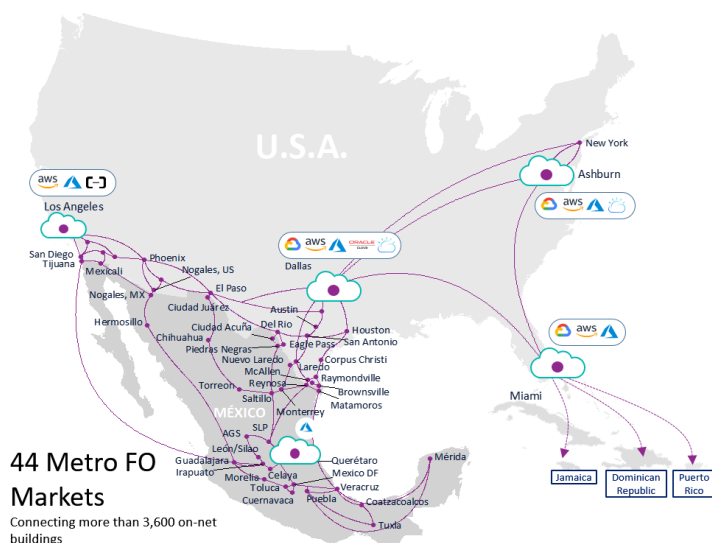 U.S.A.
New York
Ashburn
aws
aws
Los Angeles
aws
ORACLE
CLOUD
Dallas
San Diego
Tijuana
Mexicali
Phoenix
Nogales, US
El Paso
Nogales, MX
Ciudad Juárez
Hermosillo
Austin
Ciudad Acuña
Del Rio
Houston
San Antonio
Chihuahua
Piedras Negras
Eagle Pass
Nuevo Laredo
Laredo
Corpus Christi
McAllen
Raymondville
Reynosa
Brownsville
Torreon
Saltillo
Matamoros
Monterrey
MÉXICO
aws
Miami
AGS
SLP
León/Silao
Guadalajara
Irapuato
Celaya
Querétaro
Mexico DF
Mérida
Morelia
Toluca
Veracruz
Cuernavaca
Puebla
Coatzacoalcos
Tuxla
Jamaica
Dominican
Republic
Puerto
Rico
44 Metro FO
Markets
Connecting more than 3,600 on-net
buildings